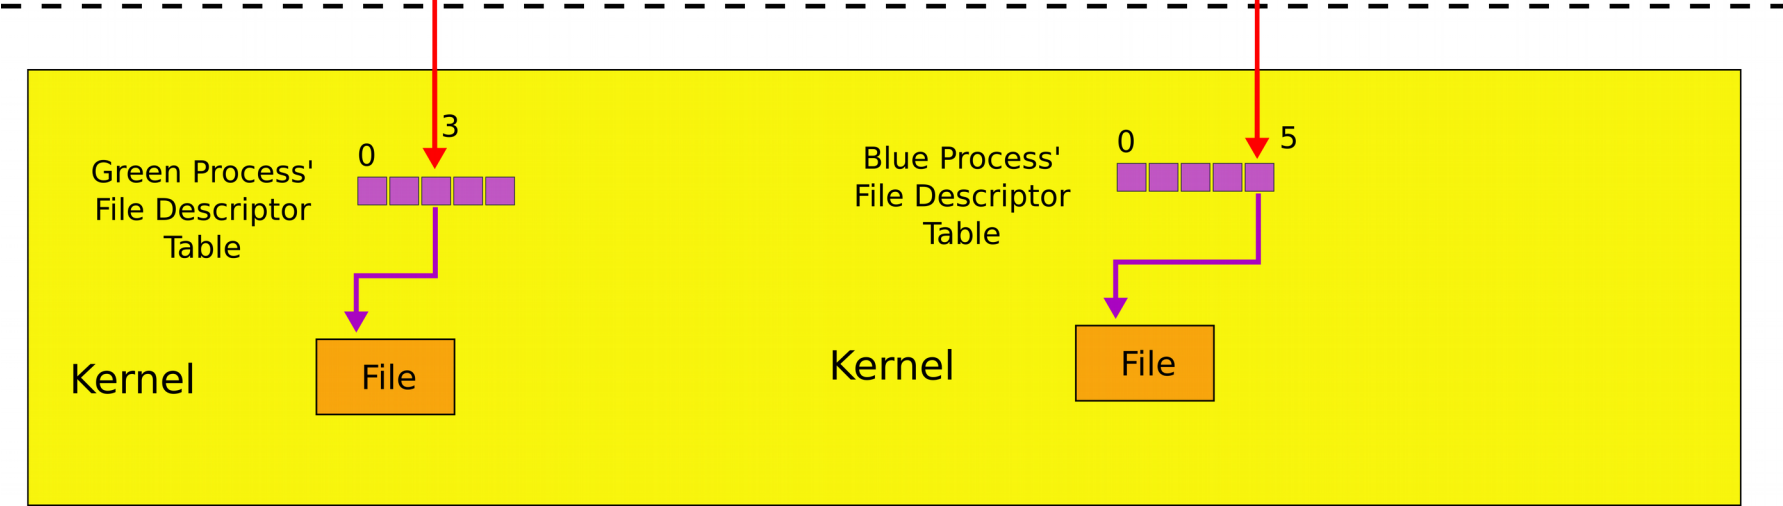 3
0
Green Process'
File Descriptor
Table
Kernel
File
0
5
Blue Process'
File Descriptor
Table
Kernel
File